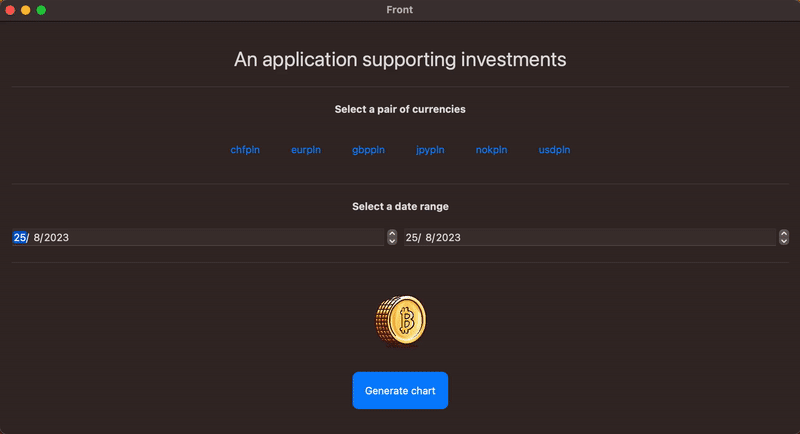 Front
An application supporting investments
Select a pair of currencies
chfpln eurpln gbppln jpypln nokpln usdpln
Select a date range
25/ 8/2023 25/ 8/2023
Generate chart